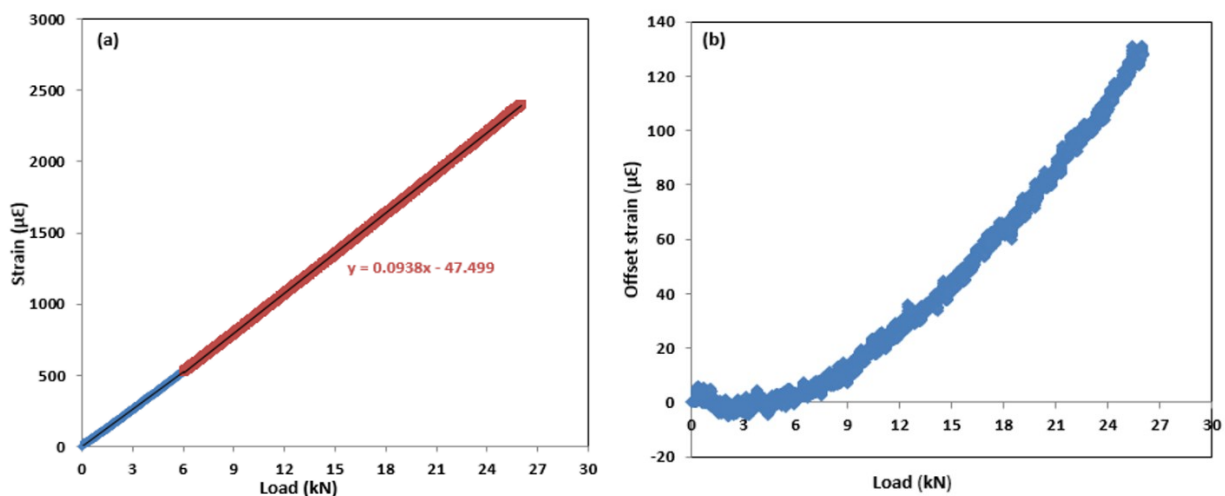 (a)
Strain (µƐ)
3000
2500
2000
1500
1000
500
0
y = 0.0938x - 47.499
0 3 6 9 12 15 18 21 24 27 30
Load (kN)
(b)
Offset strain (µƐ)
140
120
100
80
60
40
20
0
-20
0 3 6 9 12 15 18 21 24 27 30
Load (kN)